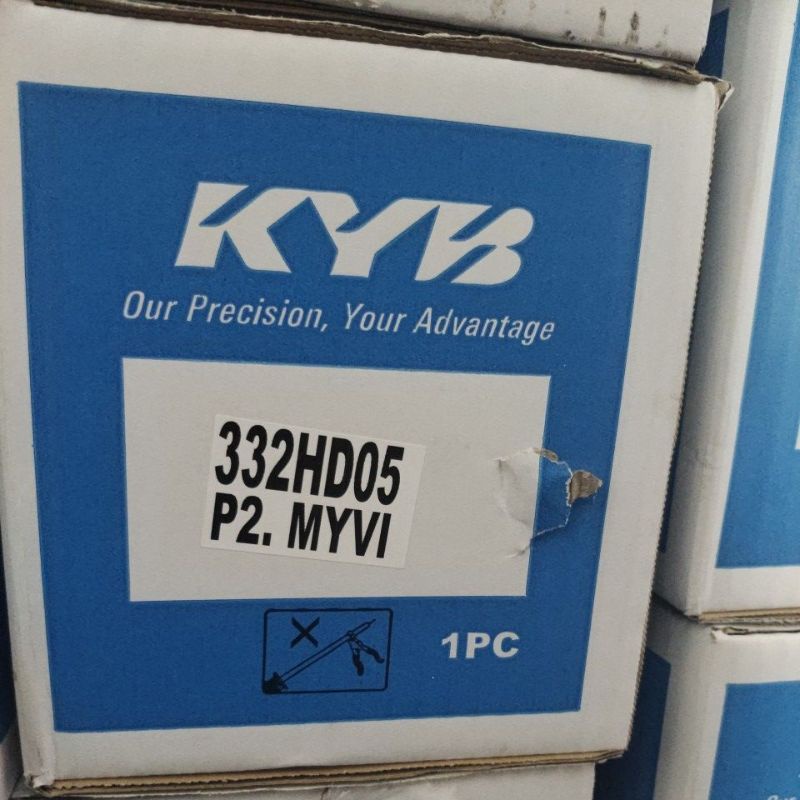 KYB
Our Precision, Your Advantage
332HD05
P2. MYVI
1PC